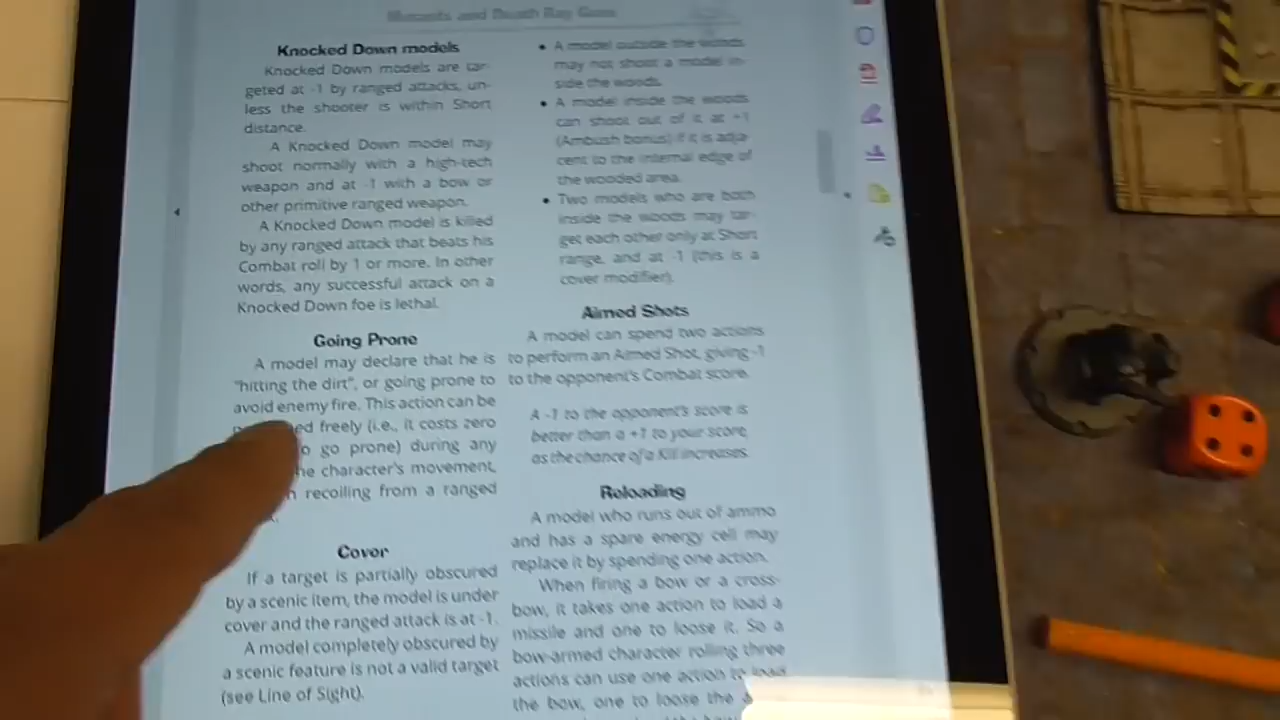 Mutants and Death Ray Guns
Knocked Down models
Knocked Down models are tar-
geted at -1 by ranged attacks, un-
less the shooter is within Short
distance.
A Knocked Down model may
shoot normally with a high-tech
weapon and at -1 with a bow or
other primitive ranged weapon.
A Knocked Down model is killed
by any ranged attack that beats his
Combat roll by 1 or more. In other
words, any successful attack on a
Knocked Down foe is lethal.
Going Prone
A model may declare that he is
"hitting the dirt", or going prone to
avoid enemy fire. This action can be
freely (i.e., it costs zero
go prone) during any
character's movement,
recoiling from a ranged
Cover
If a target is partially obscured
by a scenic item, the model is under
cover and the ranged attack is at -1.
A model completely obscured by
a scenic feature is not a valid target
(see Line of Sight).
• A model outside the woods
may not shoot a model in-
side the woods.
• A model inside the woods
can shoot out of it at +1
(Ambush bonus) if it is adja-
cent to the internal edge of
the wooded area.
• Two models who are both
inside the woods may tar-
get each other only at Short
range, and at -1 (this is a
cover modifier).
Aimed Shots
A model can spend two actions
to perform an Aimed Shot, giving -1
to the opponent's Combat score.
A -1 to the opponent's score is
better than a +1 to your score,
as the chance of a Kill increases.
Reloading
A model who runs out of ammo
and has a spare energy cell may
replace it by spending one action.
When firing a bow or a cross-
bow, it takes one action to load a
missile and one to loose it. So a
bow-armed character rolling three
actions can use one action to load
the bow, one to loose the